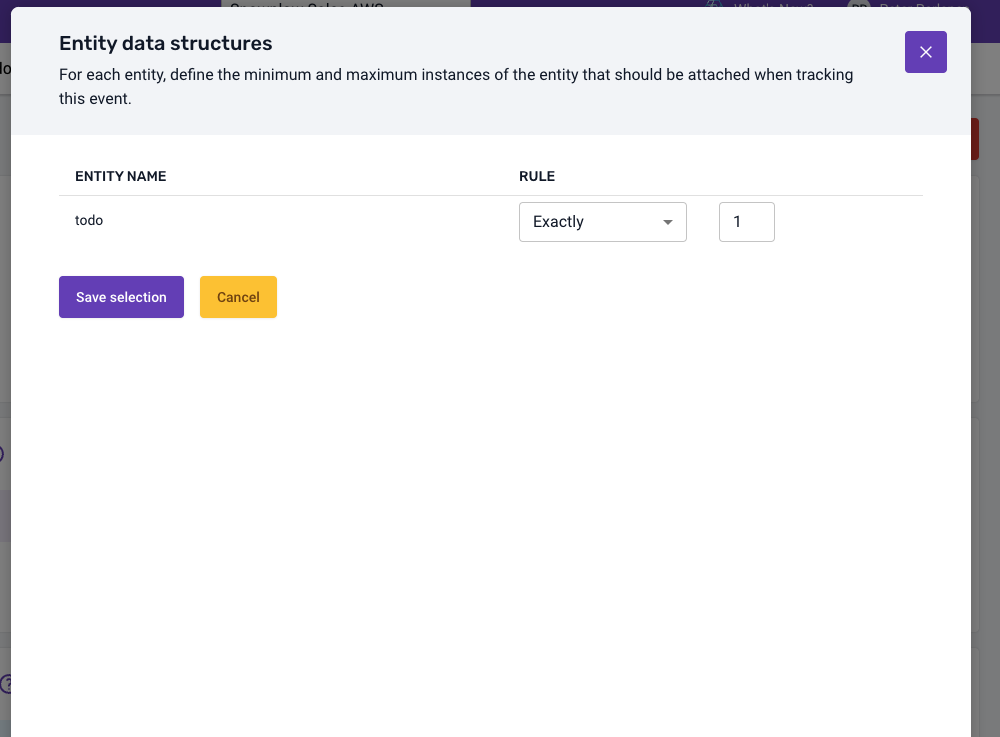 Entity data structures
For each entity, define the minimum and maximum instances of the entity that should be attached when tracking
this event.
ENTITY NAME
RULE
todo
Exactly
1
Save selection
Cancel